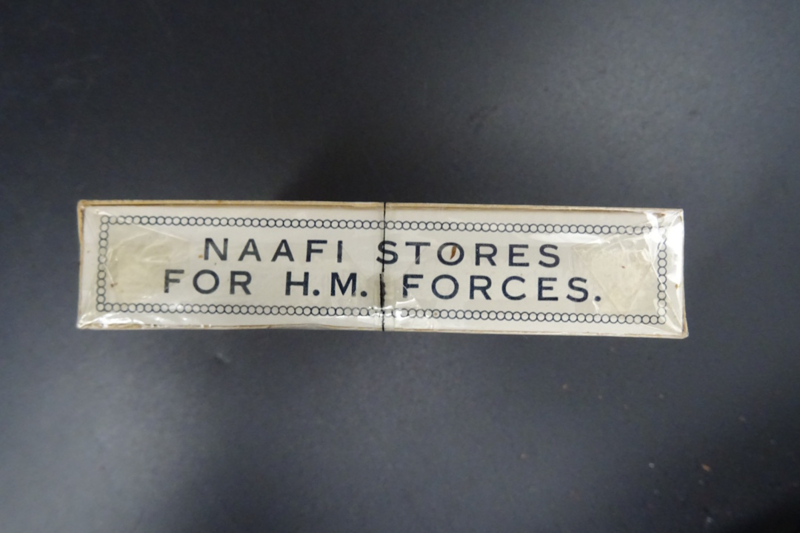 NAAFI STORES
FOR H.M. FORCES.